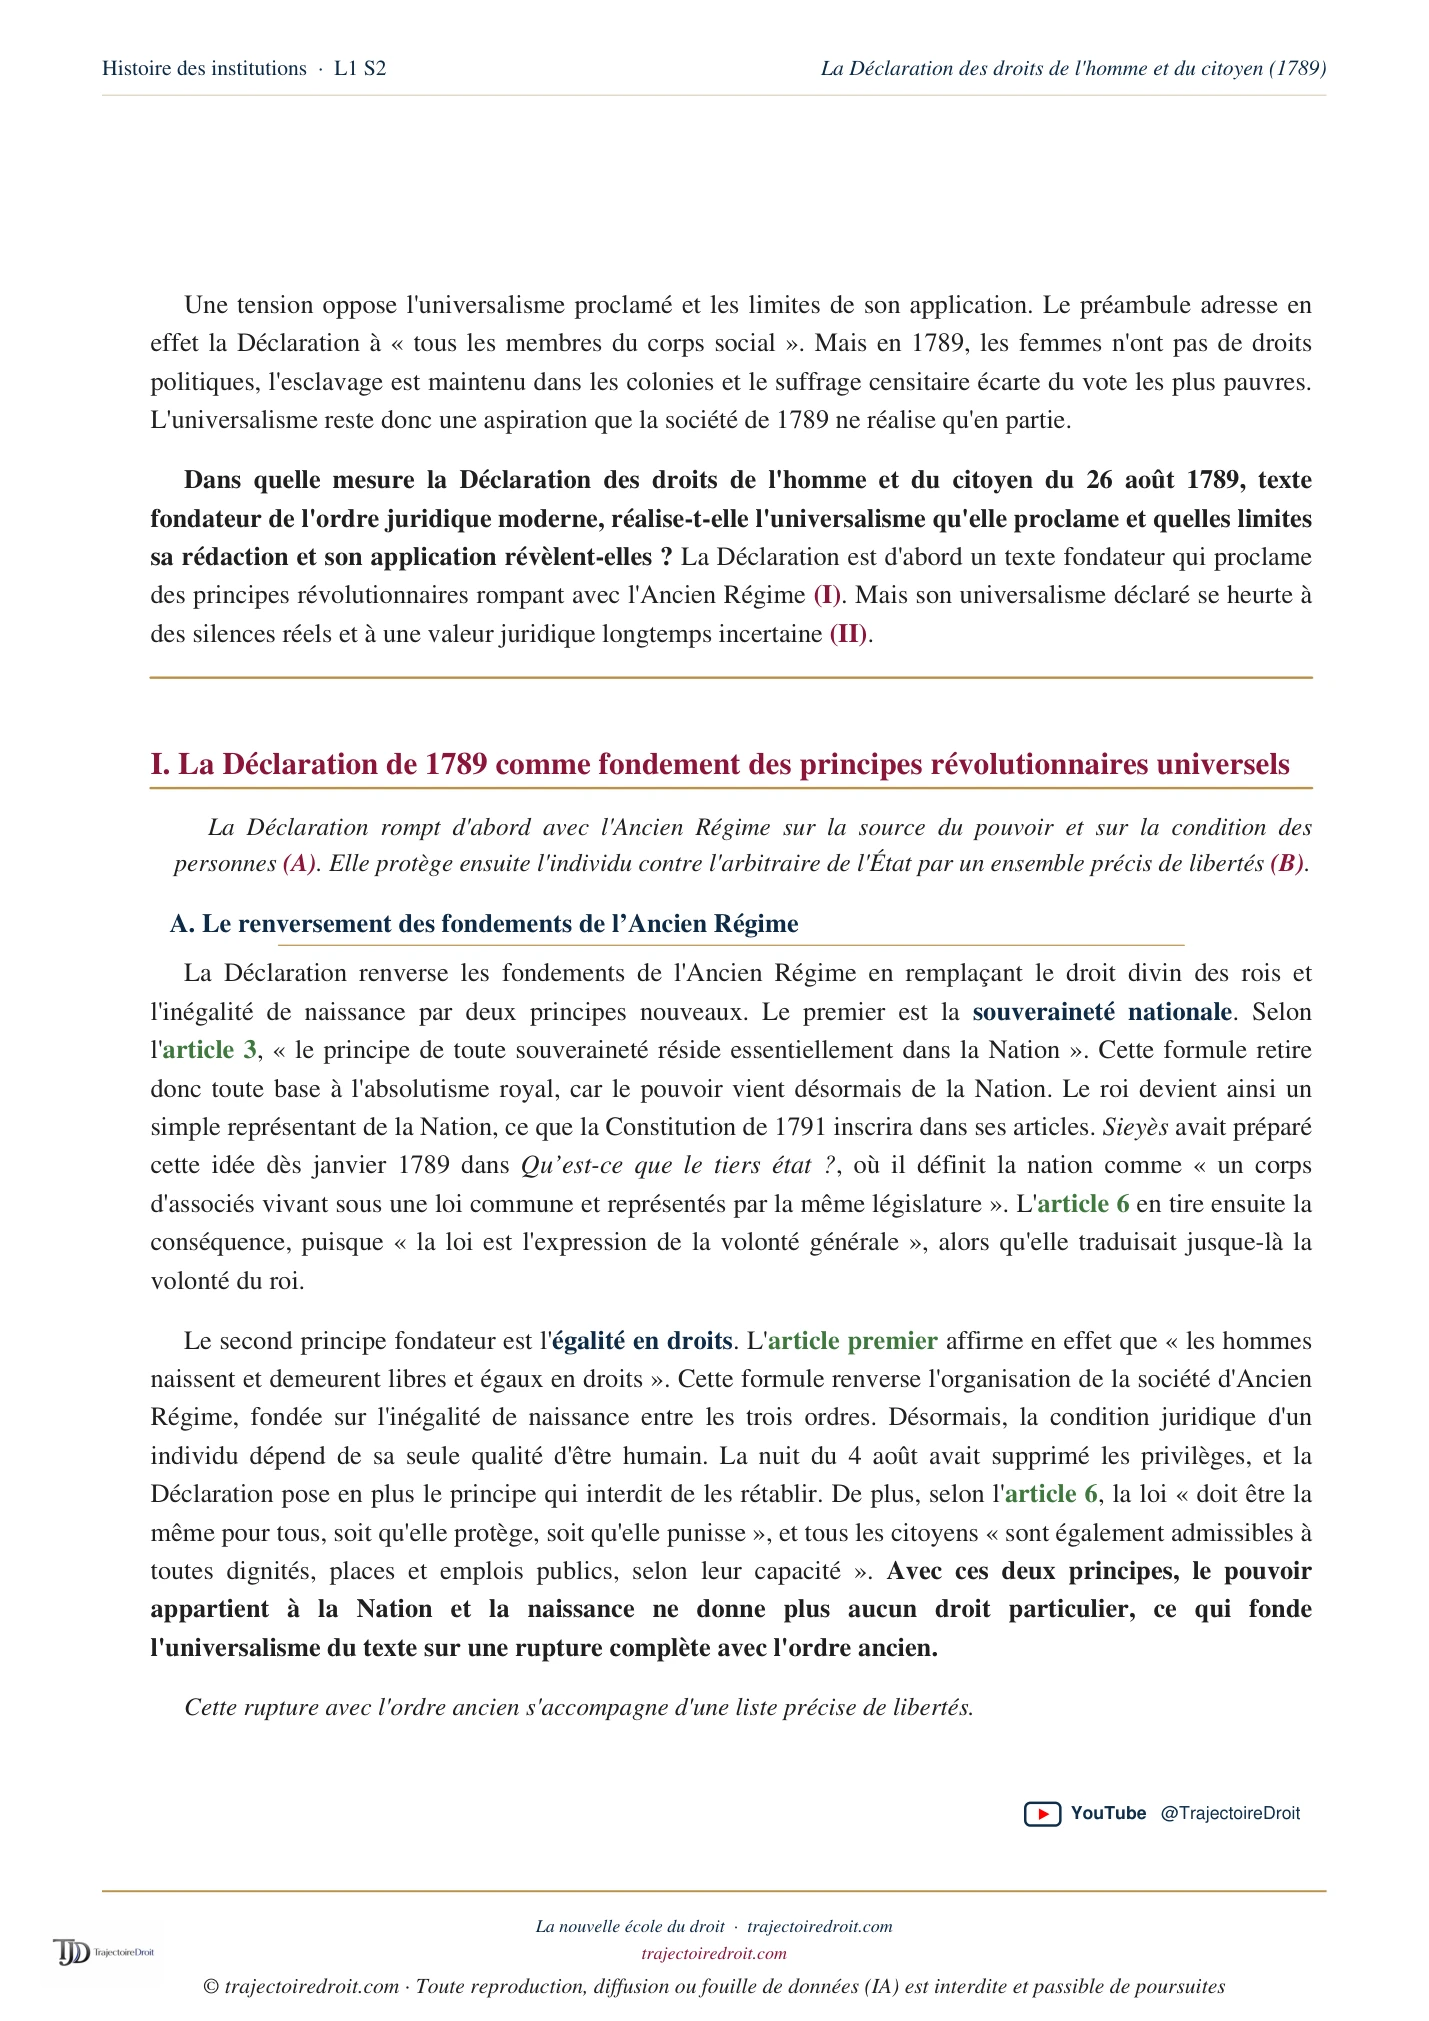 Histoire des institutions · L1 S2
La Déclaration des droits de l'homme et du citoyen (1789)
Une tension oppose l'universalisme proclamé et les limites de son application. Le préambule adresse en
effet la Déclaration à « tous les membres du corps social ». Mais en 1789, les femmes n'ont pas de droits
politiques, l'esclavage est maintenu dans les colonies et le suffrage censitaire écarte du vote les plus pauvres.
L'universalisme reste donc une aspiration que la société de 1789 ne réalise qu'en partie.
Dans quelle mesure la Déclaration des droits de l'homme et du citoyen du 26 août 1789, texte
fondateur de l'ordre juridique moderne, réalise-t-elle l'universalisme qu'elle proclame et quelles limites
sa rédaction et son application révèlent-elles ? La Déclaration est d'abord un texte fondateur qui proclame
des principes révolutionnaires rompant avec l'Ancien Régime (I). Mais son universalisme déclaré se heurte à
des silences réels et à une valeur juridique longtemps incertaine (II).
I. La Déclaration de 1789 comme fondement des principes révolutionnaires universels
La Déclaration rompt d'abord avec l'Ancien Régime sur la source du pouvoir et sur la condition des
personnes (A). Elle protège ensuite l'individu contre l'arbitraire de l'État par un ensemble précis de libertés (B).
A. Le renversement des fondements de l’Ancien Régime
La Déclaration renverse les fondements de l'Ancien Régime en remplaçant le droit divin des rois et
l'inégalité de naissance par deux principes nouveaux. Le premier est la souveraineté nationale. Selon
l'article 3, « le principe de toute souveraineté réside essentiellement dans la Nation ». Cette formule retire
donc toute base à l'absolutisme royal, car le pouvoir vient désormais de la Nation. Le roi devient ainsi un
simple représentant de la Nation, ce que la Constitution de 1791 inscrira dans ses articles. Sieyès avait préparé
cette idée dès janvier 1789 dans Qu’est-ce que le tiers état ?, où il définit la nation comme « un corps
d'associés vivant sous une loi commune et représentés par la même législature ». L'article 6 en tire ensuite la
conséquence, puisque « la loi est l'expression de la volonté générale », alors qu'elle traduisait jusque-là la
volonté du roi.
Le second principe fondateur est l'égalité en droits. L'article premier affirme en effet que « les hommes
naissent et demeurent libres et égaux en droits ». Cette formule renverse l'organisation de la société d'Ancien
Régime, fondée sur l'inégalité de naissance entre les trois ordres. Désormais, la condition juridique d'un
individu dépend de sa seule qualité d'être humain. La nuit du 4 août avait supprimé les privilèges, et la
Déclaration pose en plus le principe qui interdit de les rétablir. De plus, selon l'article 6, la loi « doit être la
même pour tous, soit qu'elle protège, soit qu'elle punisse », et tous les citoyens « sont également admissibles à
toutes dignités, places et emplois publics, selon leur capacité ». Avec ces deux principes, le pouvoir
appartient à la Nation et la naissance ne donne plus aucun droit particulier, ce qui fonde
l'universalisme du texte sur une rupture complète avec l'ordre ancien.
Cette rupture avec l'ordre ancien s'accompagne d'une liste précise de libertés.
YouTube @TrajectoireDroit
La nouvelle école du droit · trajectoiredroit.com
TJD TrajectoireDroit
trajectoiredroit.com
© trajectoiredroit.com · Toute reproduction, diffusion ou fouille de données (IA) est interdite et passible de poursuites